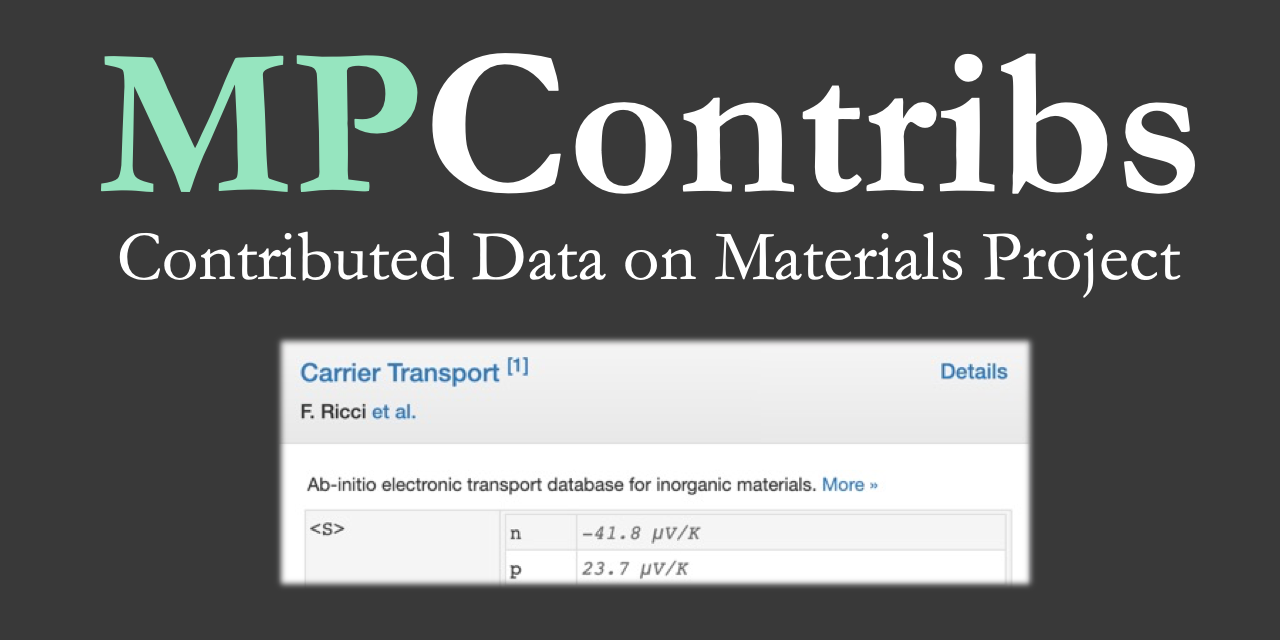 MPContribs
Contributed Data on Materials Project
Carrier Transport [1] Details
F. Ricci et al.
Ab-initio electronic transport database for inorganic materials. More »
<S> n -41.8 µV/K
p 23.7 µV/K